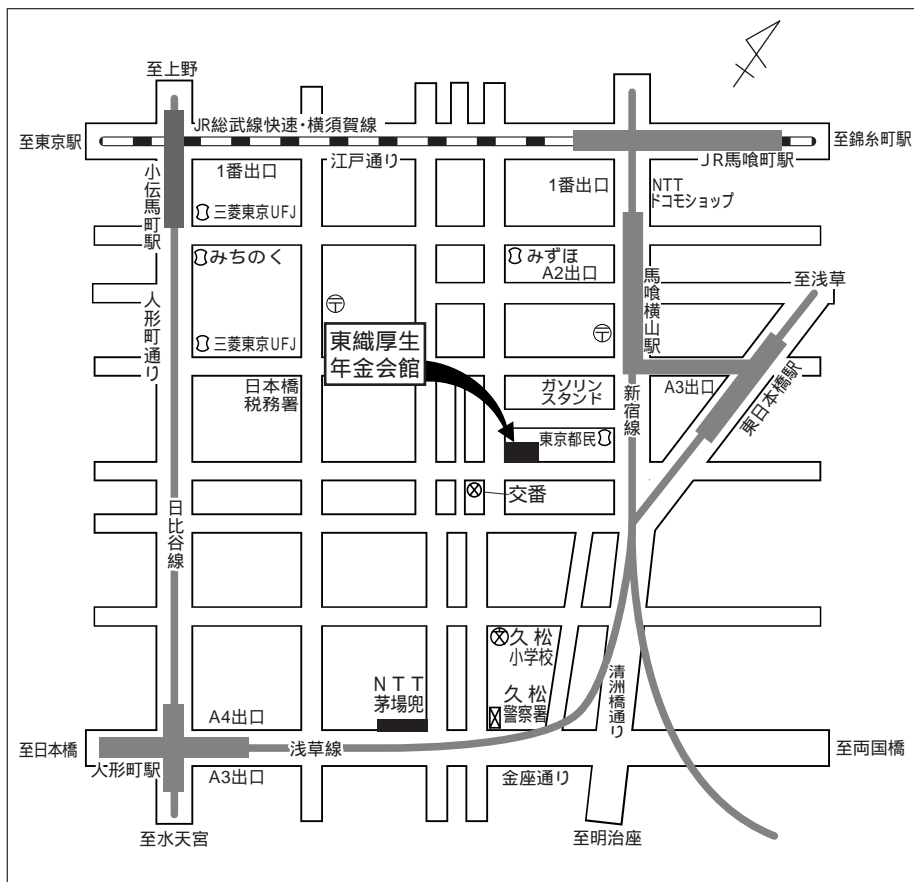 至上野
JR総武線快速・横須賀線
至東京駅
至錦糸町駅
江戸通り
JR馬喰町駅
小伝馬町駅
1番出口
1番出口
NTT
ドコモショップ
三菱東京UFJ
みちのく
みずほ
A2出口
馬喰横山駅
至浅草
人形町通り
〒
〒
三菱東京UFJ
東織厚生
年金会館
日本橋
税務署
ガソリン
スタンド
新宿線
A3出口
東日本橋駅
東京都民
交番
日比谷線
久松
小学校
NTT
茅場兜
久松
警察署
清洲橋通り
A4出口
至日本橋
浅草線
至両国橋
人形町駅
A3出口
金座通り
至水天宮
至明治座